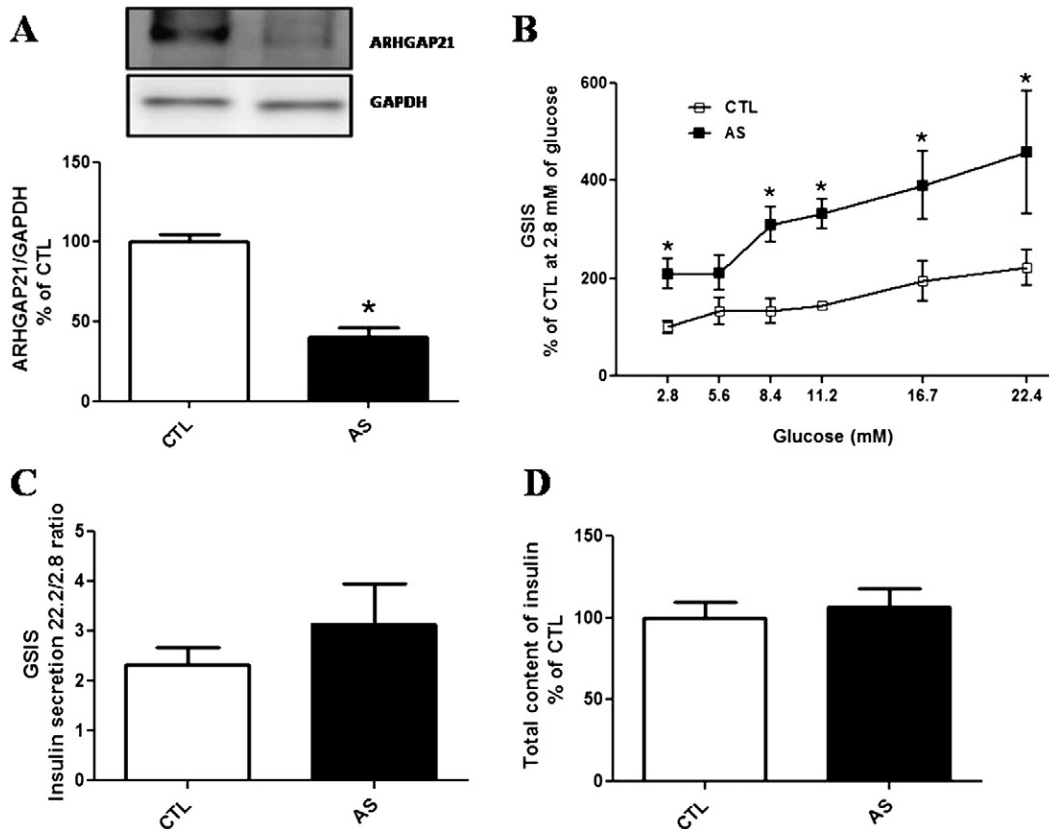 A
ARHGAP21
GAPDH
150
100
50
0
ARHGAP21/GAPDH
% of CTL
*
CTL
AS
B
600
400
200
0
GSIS
% of CTL at 2.8 mM of glucose
CTL
AS
* * * * *
2.8 5.6 8.4 11.2 16.7 22.4
Glucose (mM)
C
5
4
3
2
1
0
GSIS
Insulin secretion 22.2/2.8 ratio
CTL
AS
D
150
100
50
0
Total content of insulin
% of CTL
CTL
AS